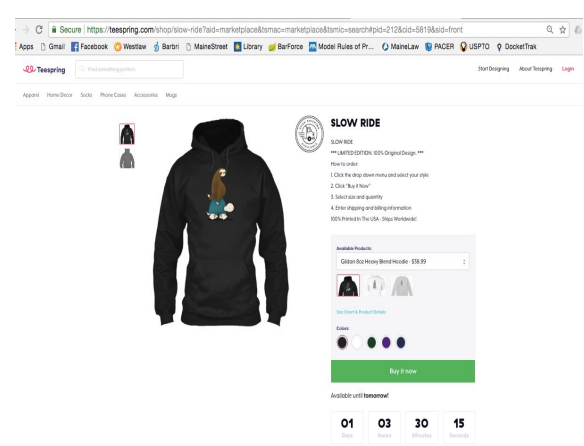 Secure | https://teespring.com/shop/slow-ride?aid=marketplace&tsmac=marketplace&tsmic=search#pid=212&cid=5819&sid=front
Apps Gmail Facebook Westlaw Barbri MaineStreet Library BarForce Model Rules of Pr... MaineLaw PACER USPTO DocketTrak
Teespring Find something perfect Start Designing About Teespring Login
Apparel Home Decor Socks Phone Cases Accessories Mugs
SLOW RIDE
SLOW RIDE
*** LIMITED EDITION: 100% Original Design. ***
How to order:
1. Click the drop down menu and select your style
2. Click "Buy it Now"
3. Select size and quantity
4. Enter shipping and billing information
100% Printed In The USA - Ships Worldwide!
Available Products:
Gildan 8oz Heavy Blend Hoodie - $38.99
Size Chart & Product Details
Colors:
Buy it now
Available until tomorrow!
01 03 30 15
Days Hours Minutes Seconds